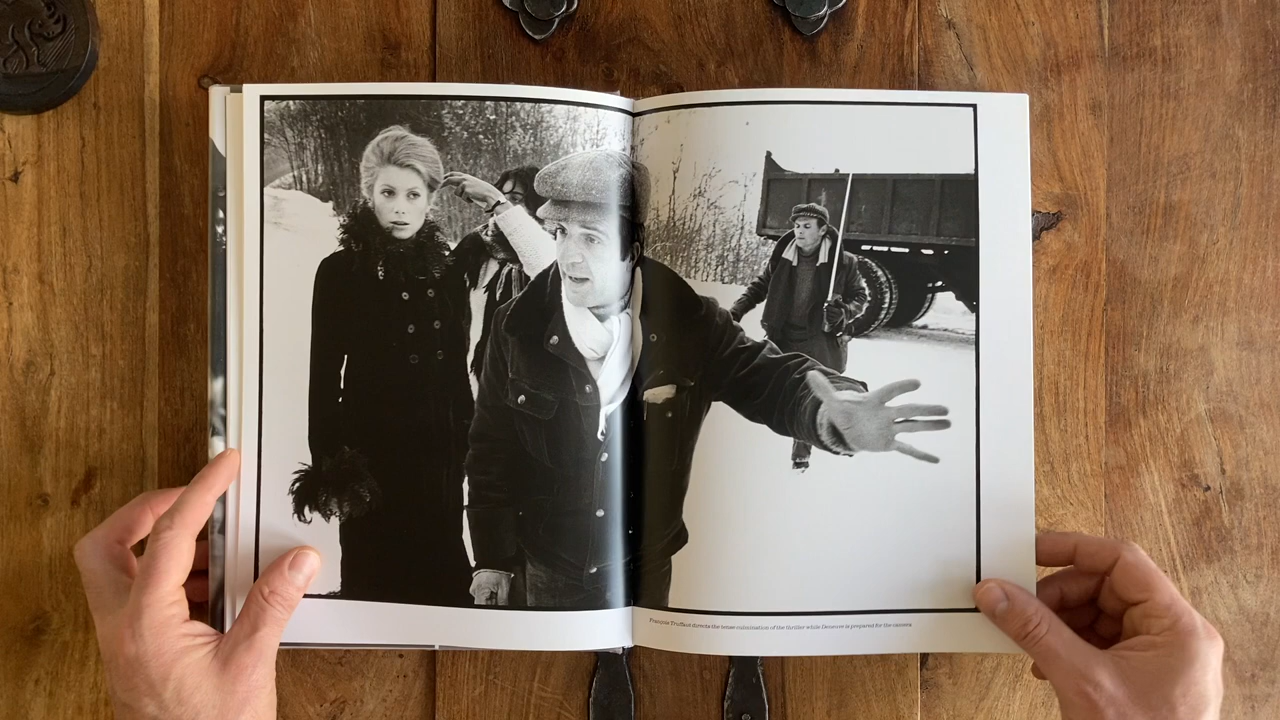 François Truffaut directs the tense culmination of the thriller while Deneuve is prepared for the camera.